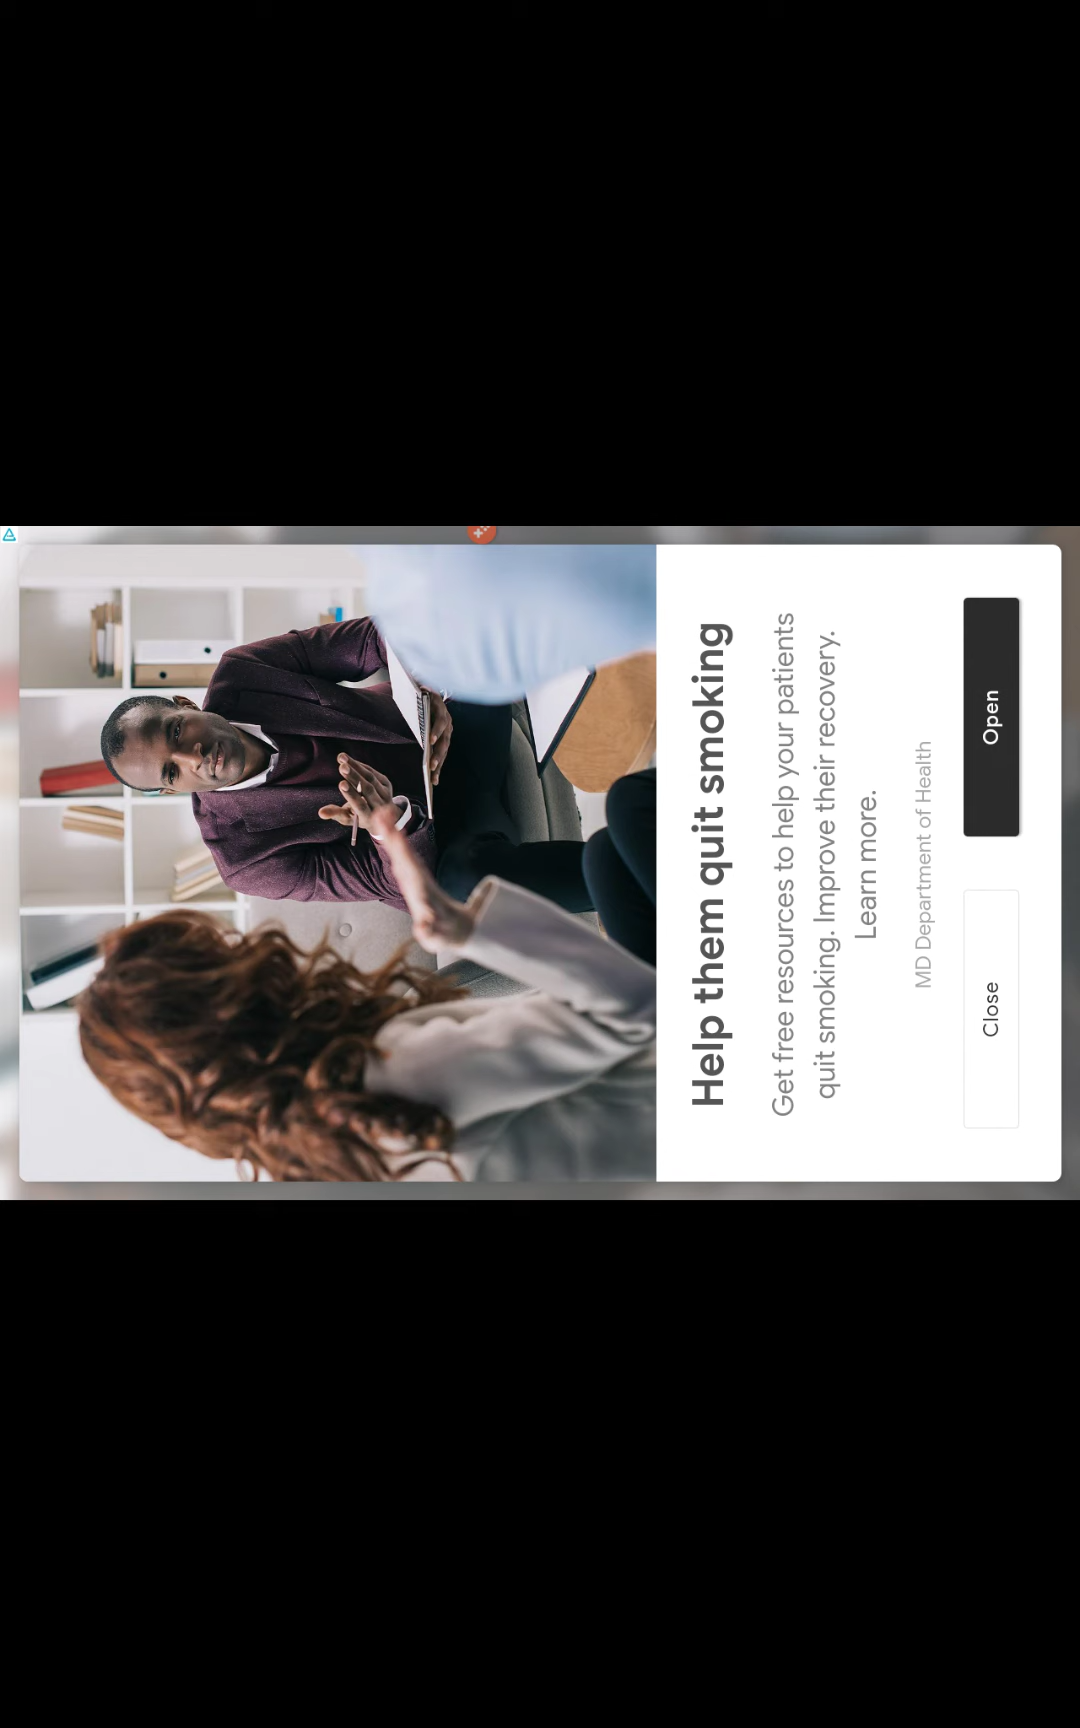 Help them quit smoking
Get free resources to help your patients
quit smoking. Improve their recovery.
Learn more.
MD Department of Health
Close
Open